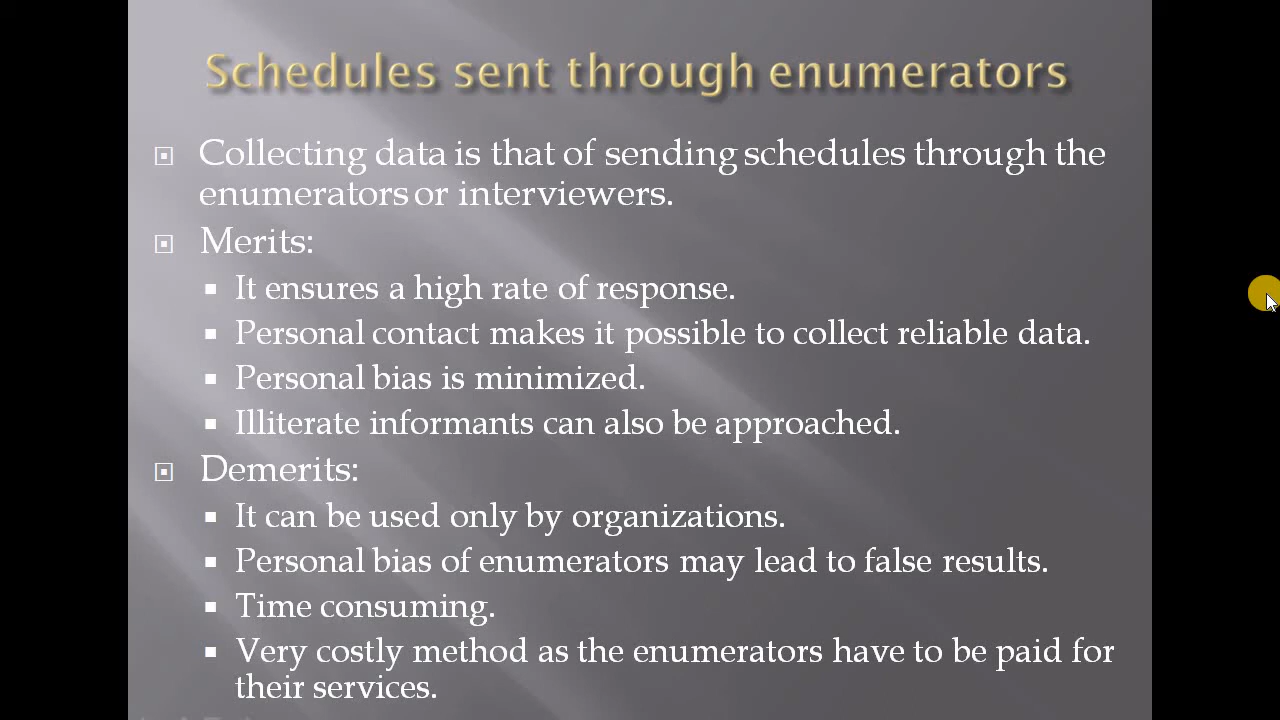 Schedules sent through enumerators
Collecting data is that of sending schedules through the
enumerators or interviewers.
Merits:
It ensures a high rate of response.
Personal contact makes it possible to collect reliable data.
Personal bias is minimized.
Illiterate informants can also be approached.
Demerits:
It can be used only by organizations.
Personal bias of enumerators may lead to false results.
Time consuming.
Very costly method as the enumerators have to be paid for
their services.